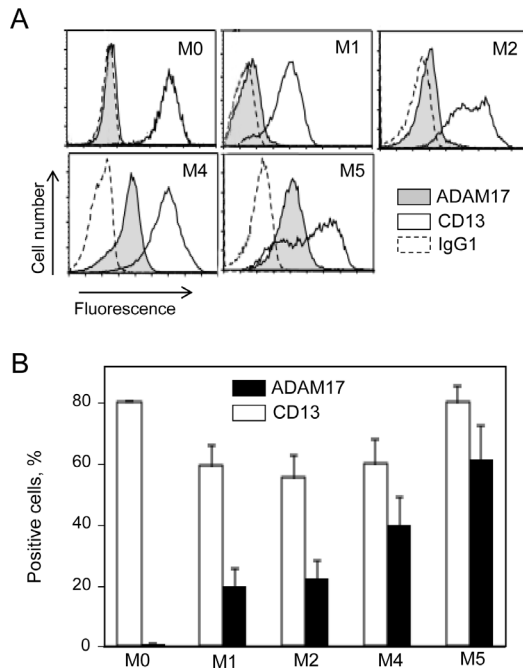 A
M0
M1
M2
M4
M5
Cell number
Fluorescence
ADAM17
CD13
IgG1
B
ADAM17
CD13
Positive cells, %
80
60
40
20
0
M0 M1 M2 M4 M5